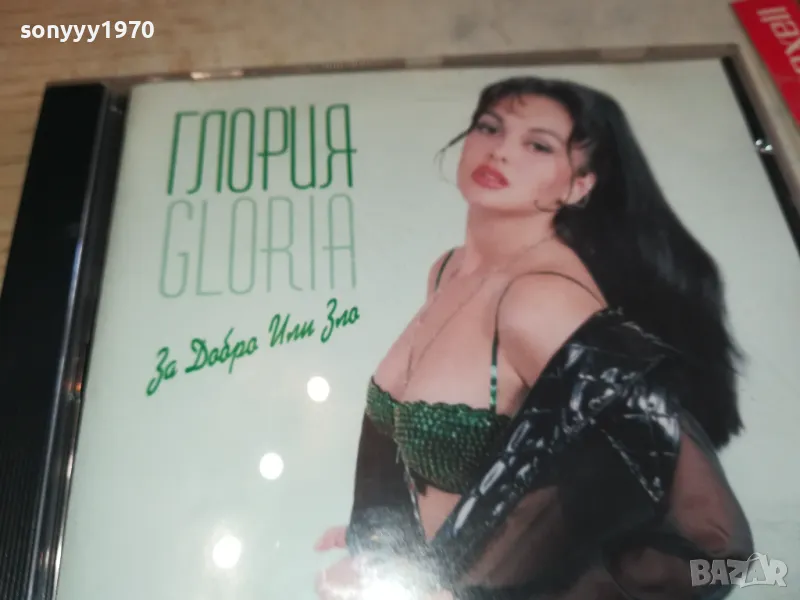 sonyyy1970
maxell
ГЛОРИЯ
GLORIA
За Добро Или Зло
BAZAR